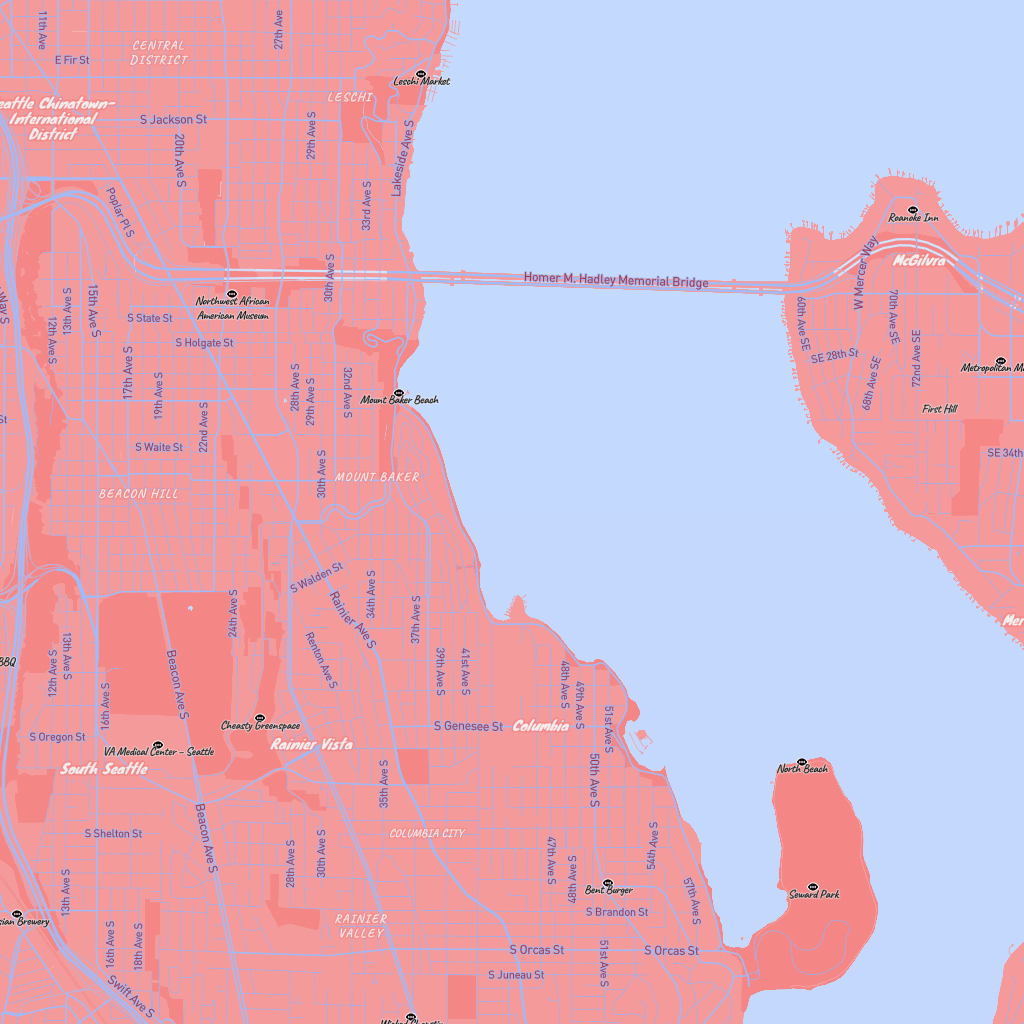 11th Ave
27th Ave
CENTRAL
DISTRICT
E Fir St
Leschi Market
LESCHI
International
District
S Jackson St
29th Ave S
20th Ave S
Lakeside Ave S
33rd Ave S
Poplar Pl S
Roanoke Inn
W Mercer Way
McGilvra
30th Ave S
Homer M. Hadley Memorial Bridge
Northwest African
American Museum
15th Ave S
13th Ave S
12th Ave S
S State St
S Holgate St
60th Ave SE
70th Ave SE
72nd Ave SE
SE 28th St
68th Ave SE
Metropolitan
17th Ave S
19th Ave S
22nd Ave S
28th Ave S
29th Ave S
32nd Ave S
Mount Baker Beach
First Hill
S Waite St
30th Ave S
SE 34th
MOUNT BAKER
BEACON HILL
S Walden St
24th Ave S
Rainier Ave S
34th Ave S
37th Ave S
Renton Ave S
39th Ave S
41st Ave S
BBQ
12th Ave S
13th Ave S
16th Ave S
Beacon Ave S
48th Ave S
49th Ave S
51st Ave S
Cheasty Greenspace
S Genesee St
Columbia
S Oregon St
VA Medical Center – Seattle
Rainier Vista
South Seattle
35th Ave S
50th Ave S
North Beach
S Shelton St
Beacon Ave S
COLUMBIA CITY
28th Ave S
30th Ave S
47th Ave S
48th Ave S
54th Ave S
57th Ave S
Bent Burger
Seward Park
13th Ave S
Brewery
RAINIER
VALLEY
S Brandon St
16th Ave S
18th Ave S
S Orcas St
S Orcas St
51st Ave S
S Juneau St
Swift Ave S